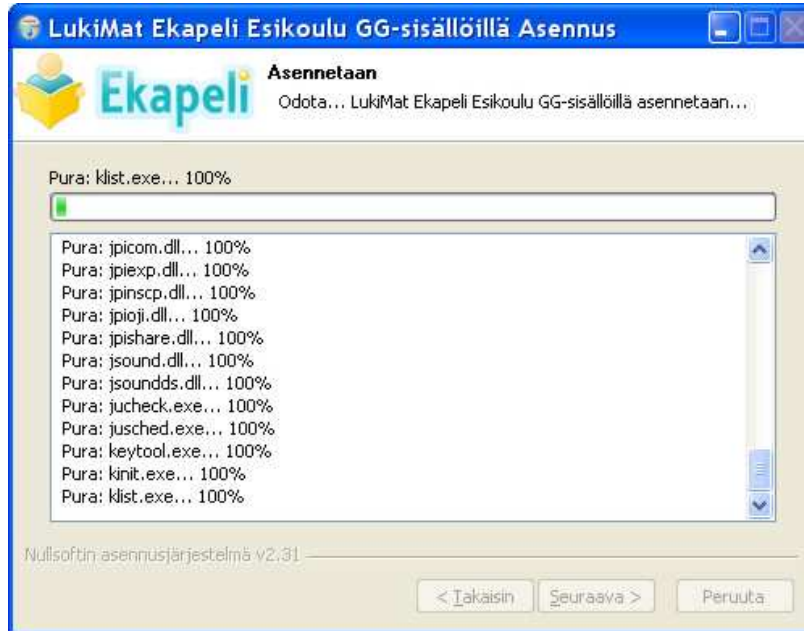 LukiMat Ekapeli Esikoulu GG-sisällöillä Asennus
Ekapeli
Asennetaan
Odota... LukiMat Ekapeli Esikoulu GG-sisällöillä asennetaan...
Pura: klist.exe... 100%
Pura: jpicom.dll... 100%
Pura: jpiexp.dll... 100%
Pura: jpinscp.dll... 100%
Pura: jpioji.dll... 100%
Pura: jpishare.dll... 100%
Pura: jsound.dll... 100%
Pura: jsoundds.dll... 100%
Pura: jucheck.exe... 100%
Pura: jusched.exe... 100%
Pura: keytool.exe... 100%
Pura: kinit.exe... 100%
Pura: klist.exe... 100%
Nullsoftin asennusjärjestelmä v2.31
< Takaisin
Seuraava >
Peruuta